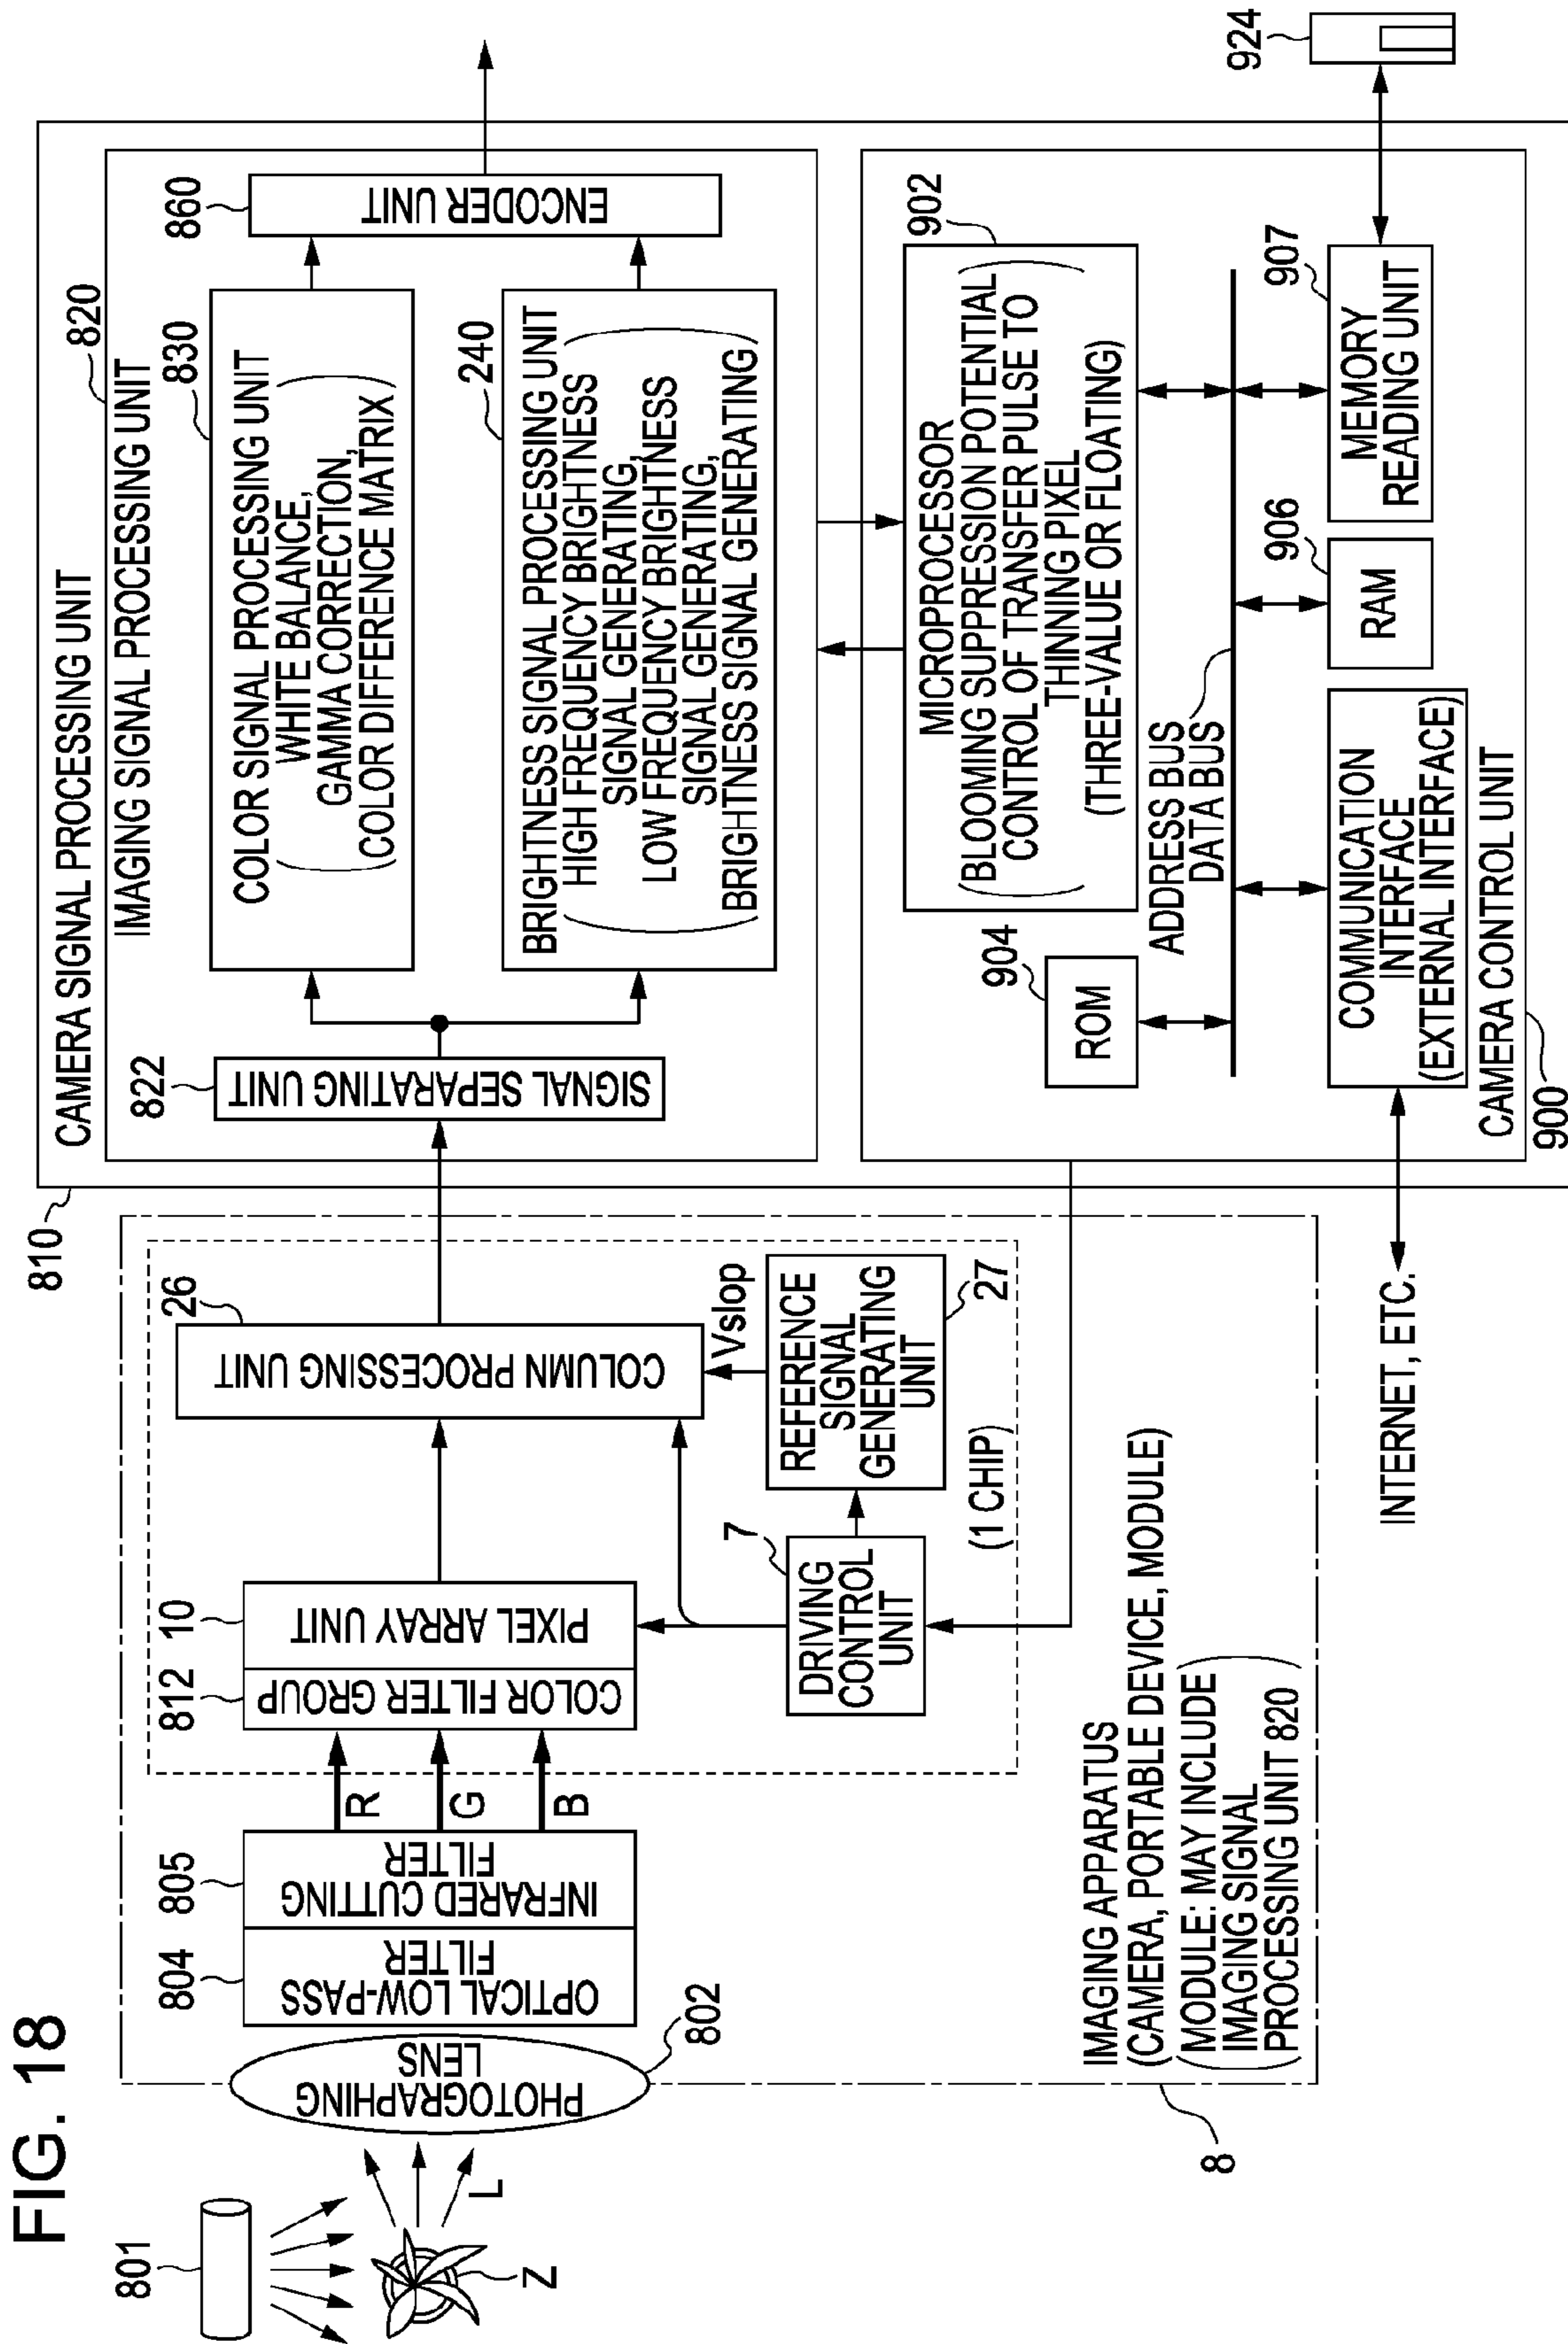 FIG. 18
801
Z
L
PHOTOGRAPHING
LENS
802
804
OPTICAL LOW-PASS
FILTER
805
INFRARED CUTTING
FILTER
R
G
B
812
COLOR FILTER GROUP
10
PIXEL ARRAY UNIT
26
COLUMN PROCESSING UNIT
Vslop
7
DRIVING
CONTROL
UNIT
REFERENCE
SIGNAL
GENERATING
UNIT
27
(1 CHIP)
IMAGING APPARATUS
(CAMERA, PORTABLE DEVICE, MODULE)
(MODULE: MAY INCLUDE
IMAGING SIGNAL
PROCESSING UNIT 820)
8
810
CAMERA SIGNAL PROCESSING UNIT
IMAGING SIGNAL PROCESSING UNIT
820
822
SIGNAL SEPARATING UNIT
830
COLOR SIGNAL PROCESSING UNIT
(WHITE BALANCE,
GAMMA CORRECTION,
COLOR DIFFERENCE MATRIX)
240
BRIGHTNESS SIGNAL PROCESSING UNIT
(HIGH FREQUENCY BRIGHTNESS
SIGNAL GENERATING,
LOW FREQUENCY BRIGHTNESS
SIGNAL GENERATING,
BRIGHTNESS SIGNAL GENERATING)
860
ENCODER UNIT
902
MICROPROCESSOR
(BLOOMING SUPPRESSION POTENTIAL
CONTROL OF TRANSFER PULSE TO
THINNING PIXEL)
(THREE-VALUE OR FLOATING)
904
ROM
ADDRESS BUS
DATA BUS
COMMUNICATION
INTERFACE
(EXTERNAL INTERFACE)
906
RAM
907
MEMORY
READING UNIT
924
CAMERA CONTROL UNIT
900
INTERNET, ETC.